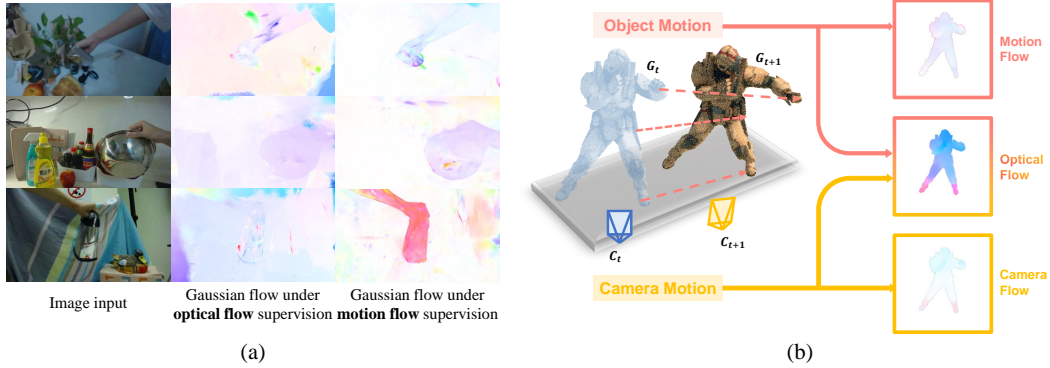 Image input
Gaussian flow under
optical flow supervision
Gaussian flow under
motion flow supervision
(a)
Object Motion
G_t
G_{t+1}
C_t
C_{t+1}
Camera Motion
Motion
Flow
Optical
Flow
Camera
Flow
(b)